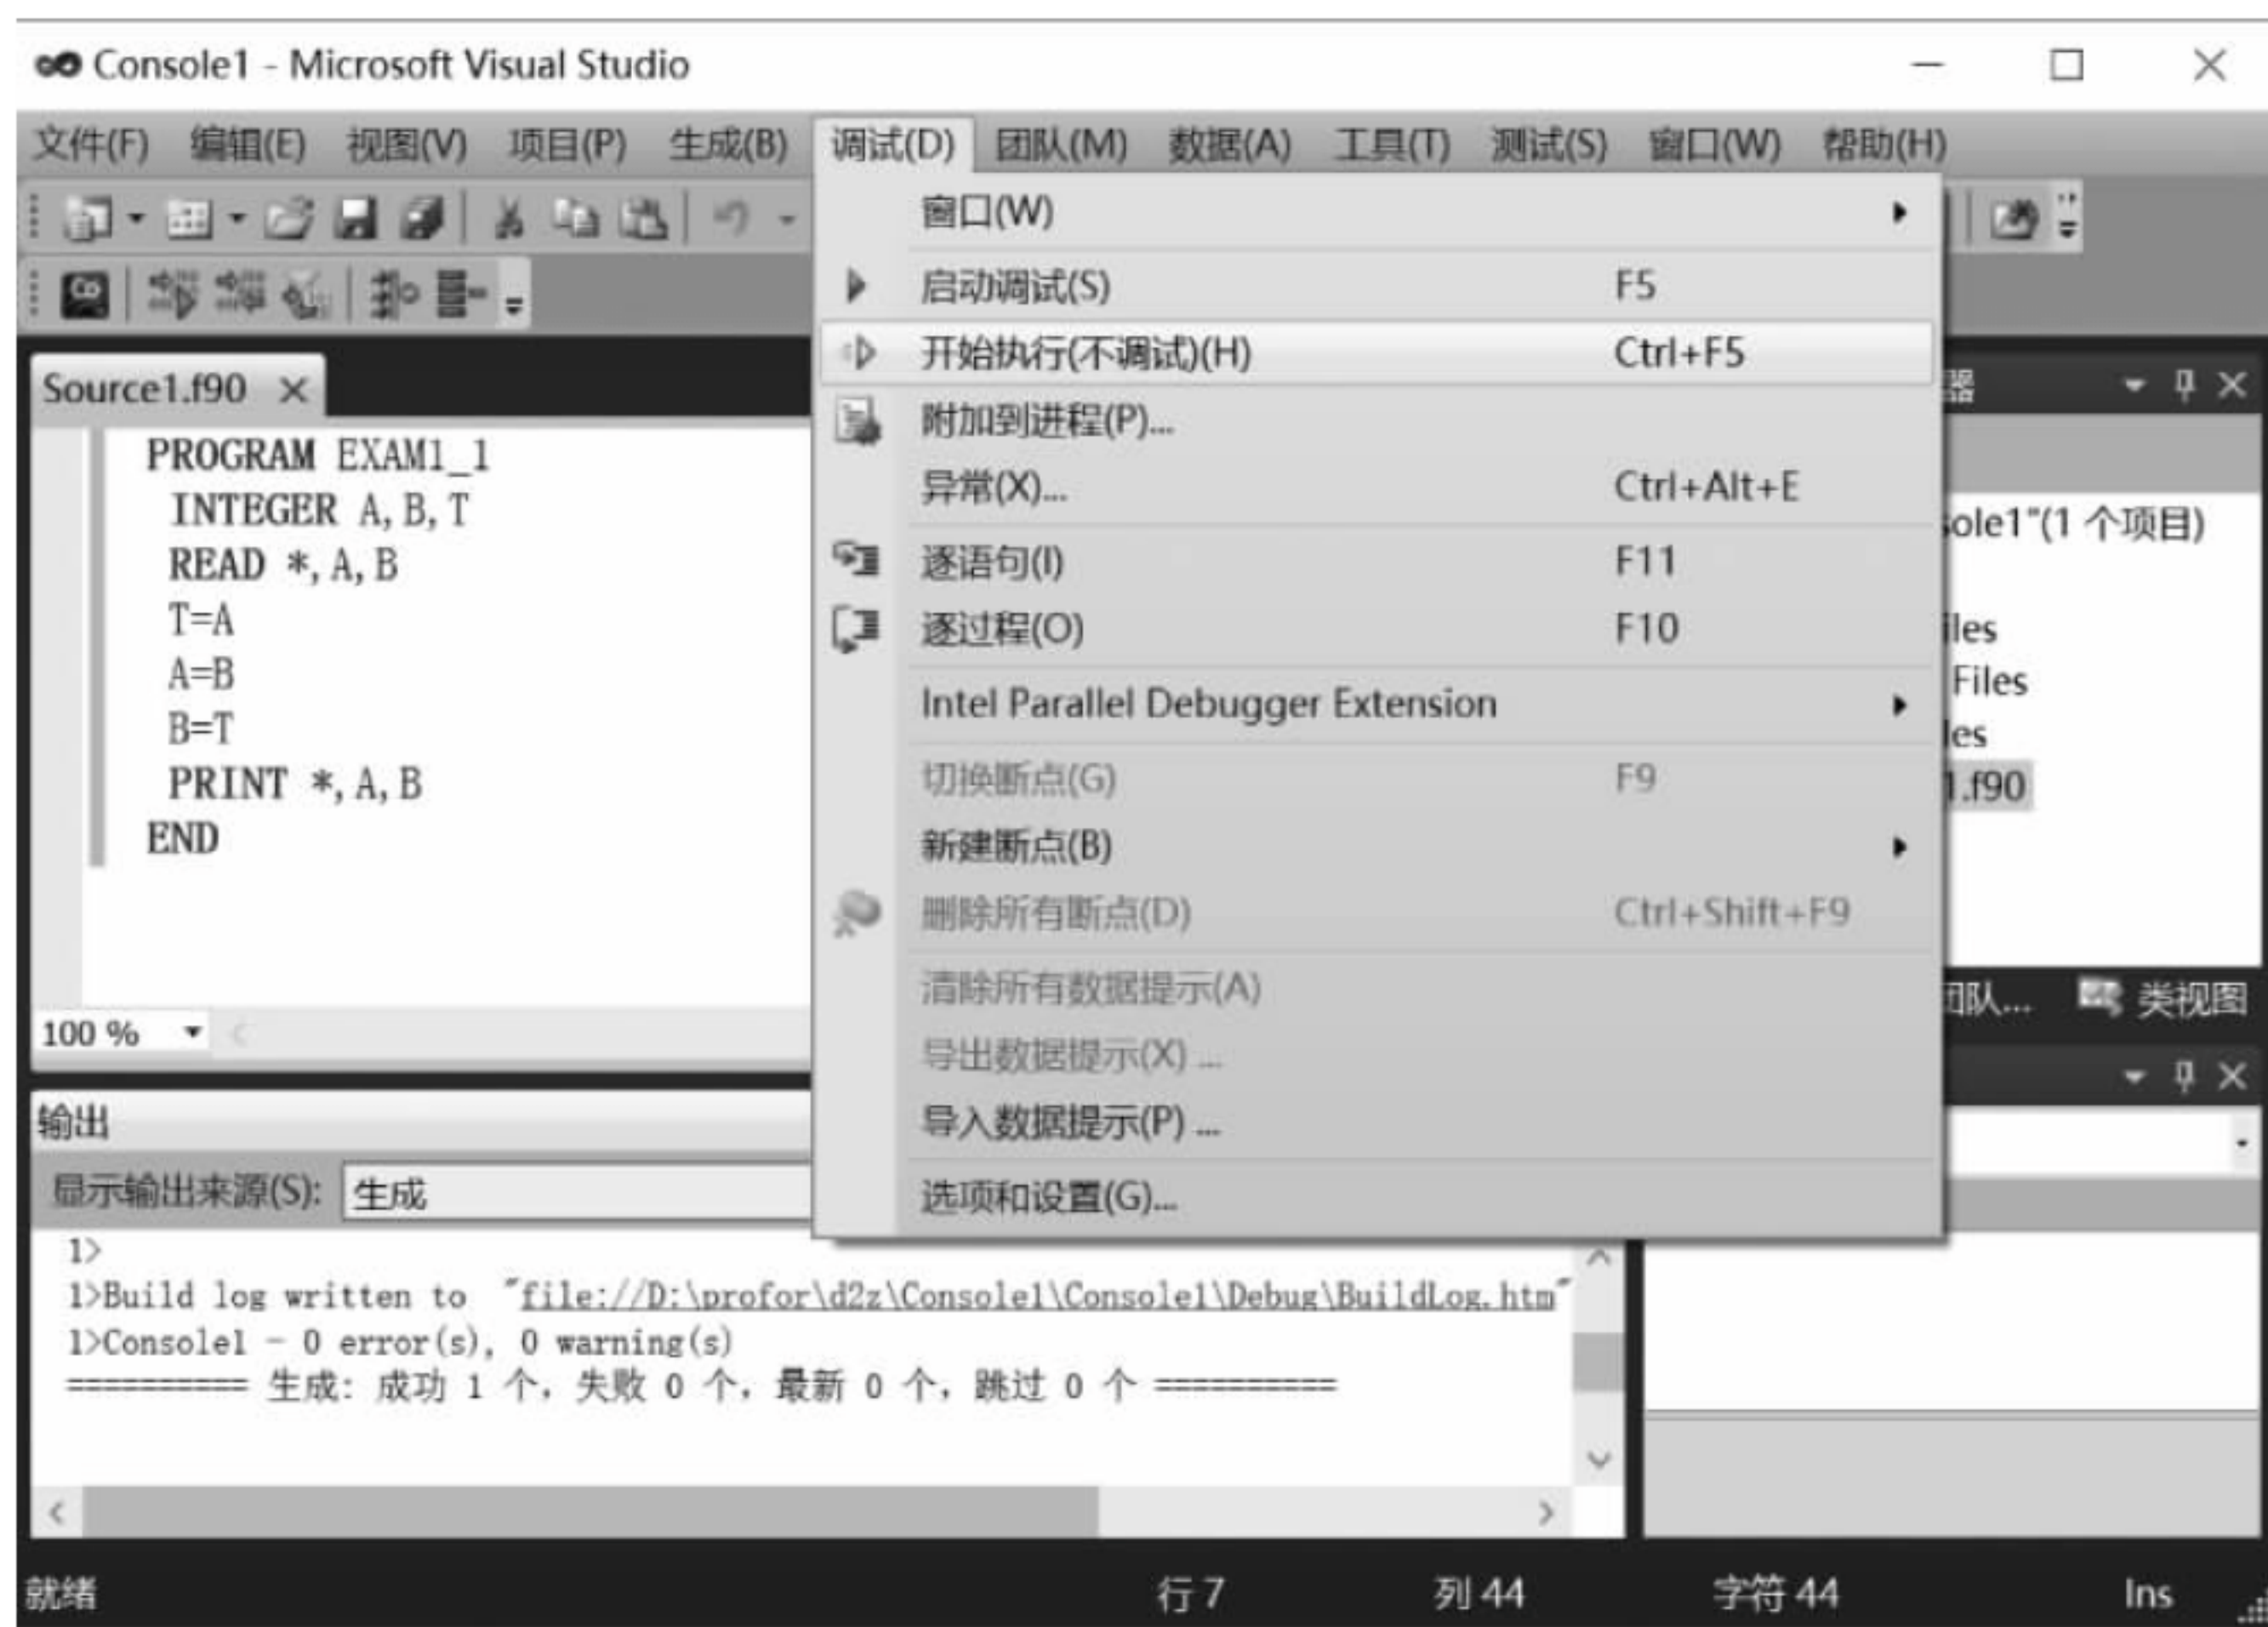 Console1 - Microsoft Visual Studio
文件(F) 编辑(E) 视图(V) 项目(P) 生成(B) 调试(D) 团队(M) 数据(A) 工具(T) 测试(S) 窗口(W) 帮助(H)
窗口(W)
启动调试(S) F5
开始执行(不调试)(H) Ctrl+F5
附加到进程(P)...
异常(X)... Ctrl+Alt+E
逐语句(I) F11
逐过程(O) F10
Intel Parallel Debugger Extension
切换断点(G) F9
新建断点(B)
删除所有断点(D) Ctrl+Shift+F9
清除所有数据提示(A)
导出数据提示(X) ...
导入数据提示(P) ...
选项和设置(G)...
Source1.f90
PROGRAM EXAM1_1
INTEGER A,B,T
READ *,A,B
T=A
A=B
B=T
PRINT *,A,B
END
100 %
器
sole1"(1 个项目)
iles
Files
les
1.f90
团队... 类视图
输出
显示输出来源(S): 生成
1>
1>Build log written to "file://D:\profor\d2z\Console1\Console1\Debug\BuildLog.htm"
1>Console1 - 0 error(s), 0 warning(s)
========== 生成: 成功 1 个，失败 0 个，最新 0 个，跳过 0 个 ==========
就绪 行 7 列 44 字符 44 Ins